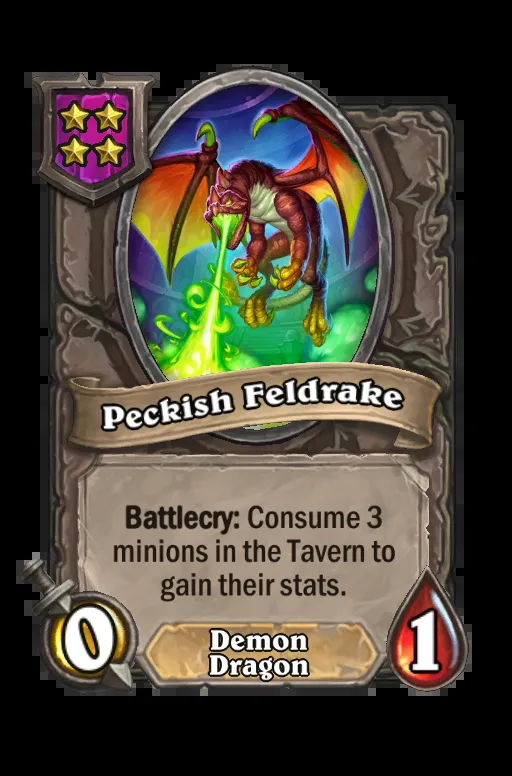 Peckish Feldrake
Battlecry: Consume 3
minions in the Tavern to
gain their stats.
0
Demon
Dragon
1